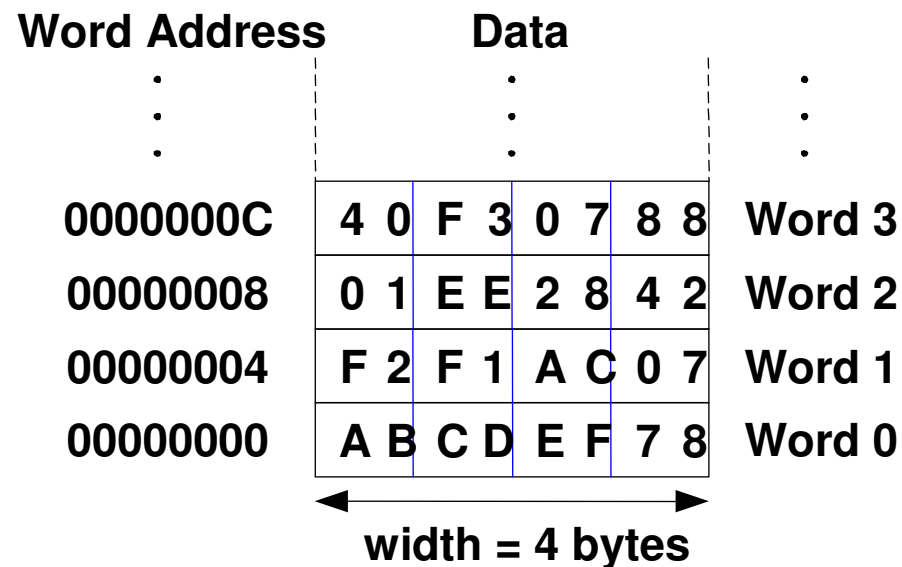 Word Address Data
. . .
. . .
. . .
0000000C 4 0 F 3 0 7 8 8 Word 3
00000008 0 1 E E 2 8 4 2 Word 2
00000004 F 2 F 1 A C 0 7 Word 1
00000000 A B C D E F 7 8 Word 0
width = 4 bytes